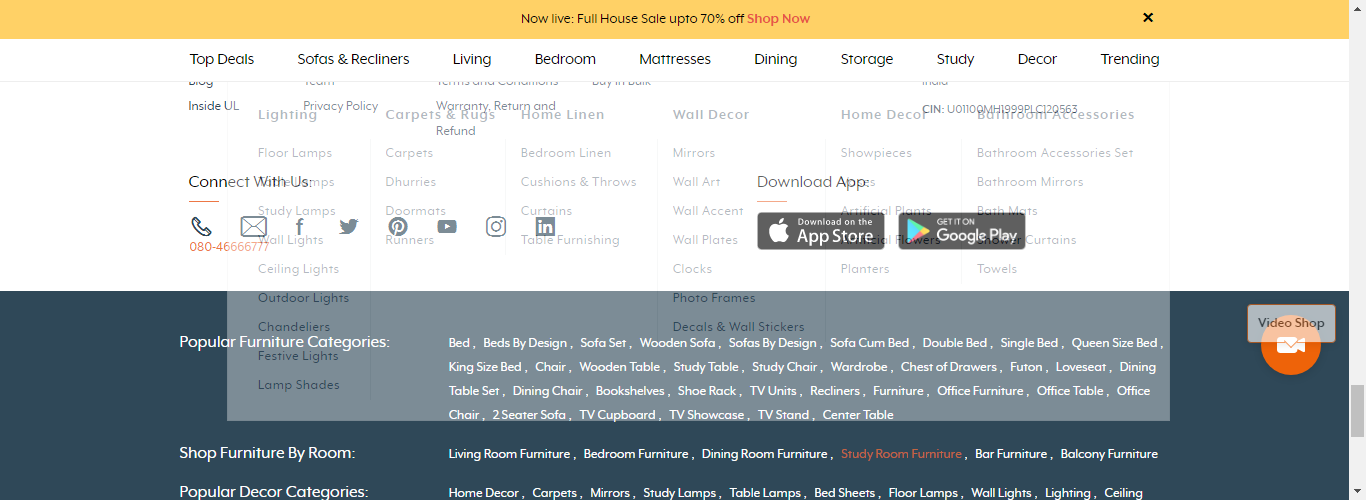 Now live: Full House Sale upto 70% off Shop Now
Top Deals Sofas & Recliners Living Bedroom Mattresses Dining Storage Study Decor Trending
Blog Team Terms and Conditions Buy in Bulk India
Inside UL Privacy Policy Warranty, Return and CIN: U01100MH1999PLC120563
Refund
Lighting Carpets & Rugs Home Linen Wall Decor Home Decor Bathroom Accessories
Floor Lamps Carpets Bedroom Linen Mirrors Showpieces Bathroom Accessories Set
Connect With Us: Download App:
Table Lamps Dhurries Cushions & Throws Wall Art Bathroom Mirrors
Study Lamps Doormats Curtains Wall Accent Artificial Plants Bath Mats
Download on the App Store
GET IT ON Google Play
Wall Lights Runners Table Furnishing Wall Plates Artificial Flowers Shower Curtains
080-46666777
Ceiling Lights Clocks Planters Towels
Outdoor Lights Photo Frames
Chandeliers Decals & Wall Stickers
Festive Lights
Lamp Shades
Video Shop
Popular Furniture Categories: Bed , Beds By Design , Sofa Set , Wooden Sofa , Sofas By Design , Sofa Cum Bed , Double Bed , Single Bed , Queen Size Bed ,
King Size Bed , Chair , Wooden Table , Study Table , Study Chair , Wardrobe , Chest of Drawers , Futon , Loveseat , Dining
Table Set , Dining Chair , Bookshelves , Shoe Rack , TV Units , Recliners , Furniture , Office Furniture , Office Table , Office
Chair , 2 Seater Sofa , TV Cupboard , TV Showcase , TV Stand , Center Table
Shop Furniture By Room: Living Room Furniture , Bedroom Furniture , Dining Room Furniture , Study Room Furniture , Bar Furniture , Balcony Furniture
Popular Decor Categories: Home Decor , Carpets , Mirrors , Study Lamps , Table Lamps , Bed Sheets , Floor Lamps , Wall Lights , Lighting , Ceiling